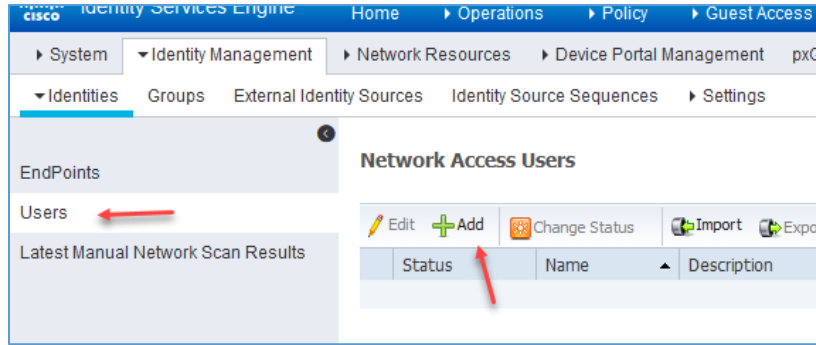 cisco Identity Services Engine Home Operations Policy Guest Access
System Identity Management Network Resources Device Portal Management
Identities Groups External Identity Sources Identity Source Sequences Settings
EndPoints
Users
Latest Manual Network Scan Results
Network Access Users
Edit Add Change Status Import Expo
Status Name Description